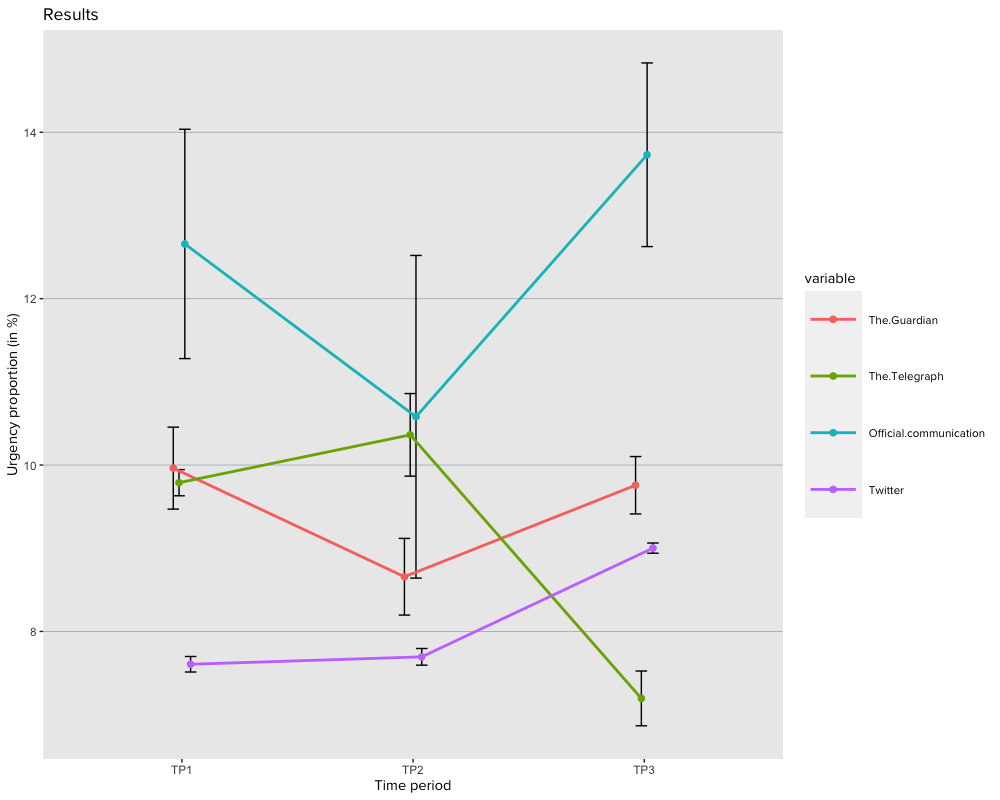 Results
Urgency proportion (in %)
14
12
10
8
TP1
TP2
TP3
Time period
variable
The.Guardian
The.Telegraph
Official.communication
Twitter